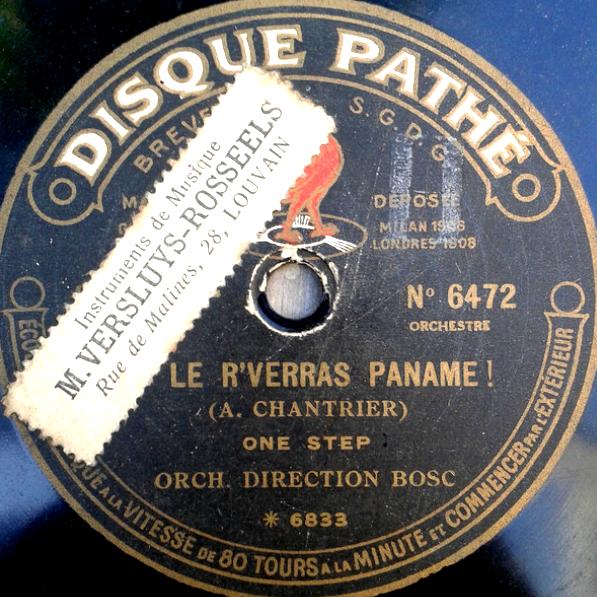 DISQUE PATHÉ
S.G.D.G
DÉPOSÉE
MILAN 1906
LONDRES 1908
Instruments de Musique
M. VERSLUYS-ROSSEELS
Rue de Malines, 28, LOUVAIN
Nº 6472
ORCHESTRE
LE R'VERRAS PANAME!
(A. CHANTRIER)
ONE STEP
ORCH. DIRECTION BOSC
* 6833
A LA VITESSE DE 80 TOURS A LA MINUTE ET COMMENCER PAR L'EXTÉRIEUR